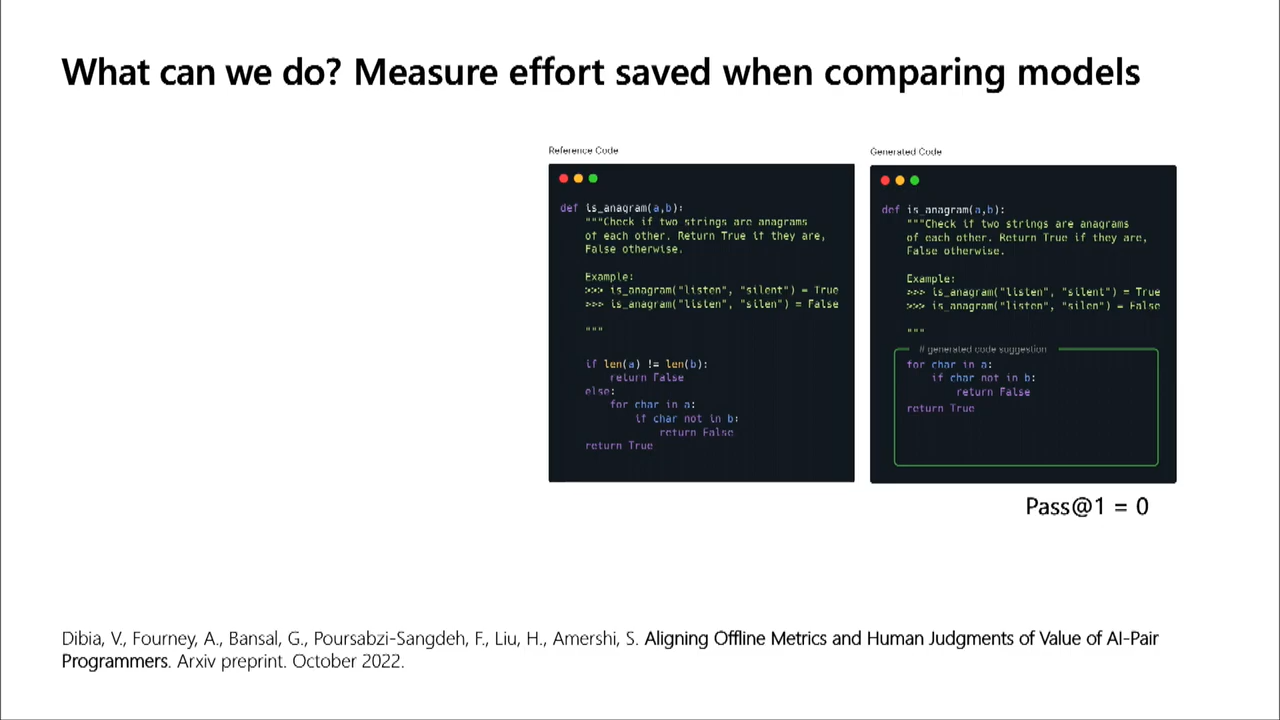 What can we do? Measure effort saved when comparing models
Reference Code
def is_anagram(a,b):
"""Check if two strings are anagrams
of each other. Return True if they are,
False otherwise.
Example:
>>> is_anagram("listen", "silent") = True
>>> is_anagram("listen", "silen") = False
"""
if len(a) != len(b):
return False
else:
for char in a:
if char not in b:
return False
return True
Generated Code
def is_anagram(a,b):
"""Check if two strings are anagrams
of each other. Return True if they are,
False otherwise.
Example:
>>> is_anagram("listen", "silent") = True
>>> is_anagram("listen", "silen") = False
"""
# generated code suggestion
for char in a:
if char not in b:
return False
return True
Pass@1 = 0
Dibia, V., Fourney, A., Bansal, G., Poursabzi-Sangdeh, F., Liu, H., Amershi, S. Aligning Offline Metrics and Human Judgments of Value of AI-Pair
Programmers. Arxiv preprint. October 2022.